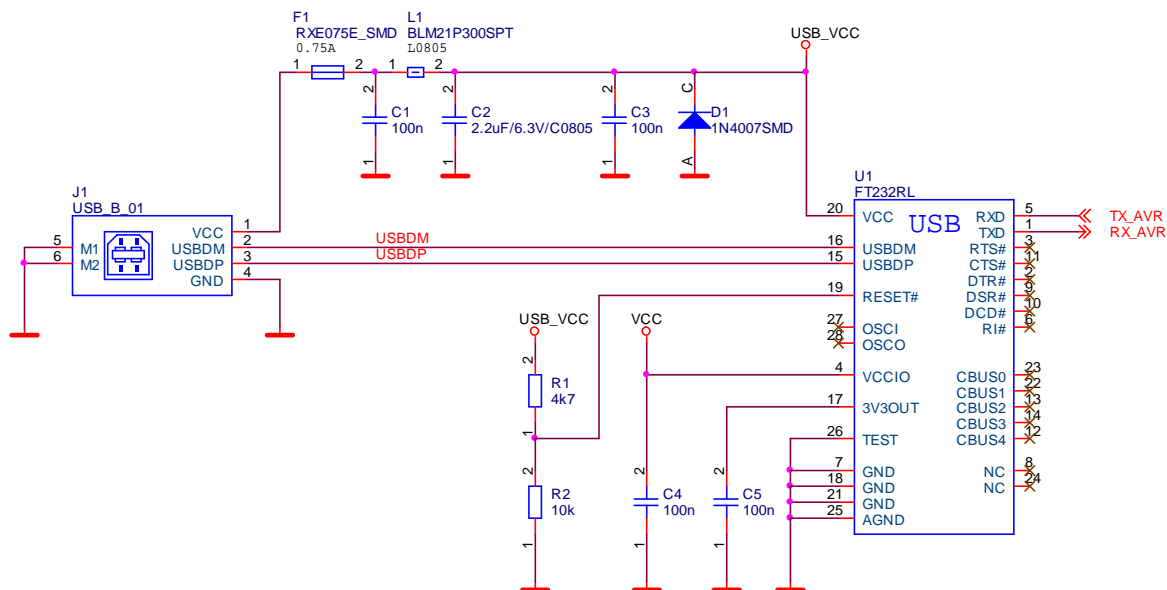 F1
RXE075E_SMD
0.75A
L1
BLM21P300SPT
L0805
USB_VCC
1 2 1 2
2
C1
100n
1
2
C2
2.2uF/6.3V/C0805
1
2
C3
100n
1
C
D1
1N4007SMD
A
J1
USB_B_01
VCC 1
5 M1 USBDM 2
6 M2 USBDP 3
GND 4
USBDM
USBDP
U1
FT232RL
USB
20 VCC RXD 5 TX_AVR
TXD 1 RX_AVR
16 USBDM RTS# 3
15 USBDP CTS# 11
DTR# 2
19 RESET# DSR# 9
DCD# 10
27 OSCI RI# 6
28 OSCO
4 VCCIO CBUS0 23
CBUS1 22
17 3V3OUT CBUS2 13
CBUS3 14
26 TEST CBUS4 12
7 GND NC 8
18 GND NC 24
21 GND
25 AGND
USB_VCC
2
R1
4k7
1
2
R2
10k
1
VCC
2
C4
100n
1
2
C5
100n
1